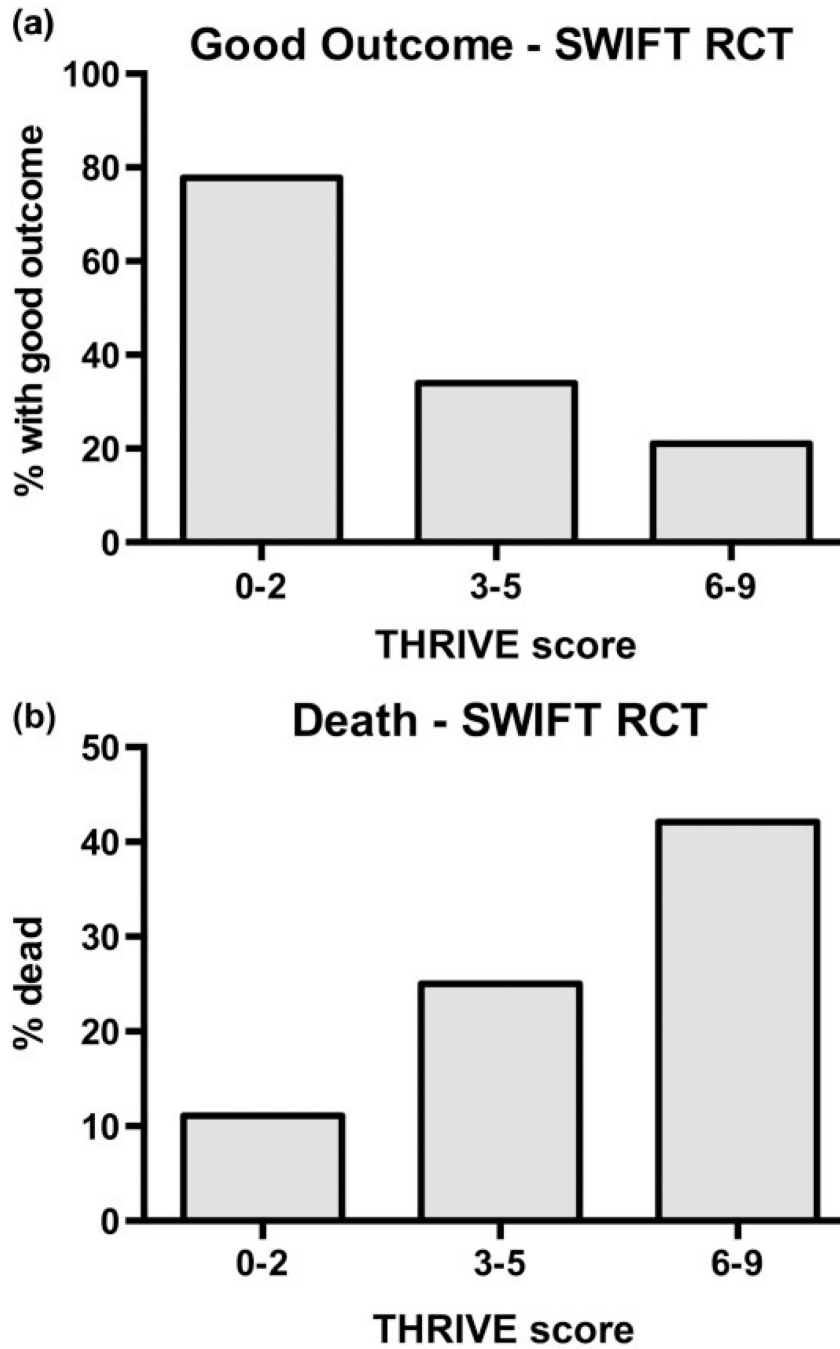 (a)
Good Outcome - SWIFT RCT
% with good outcome
100
80
60
40
20
0
0-2 3-5 6-9
THRIVE score
(b)
Death - SWIFT RCT
% dead
50
40
30
20
10
0
0-2 3-5 6-9
THRIVE score